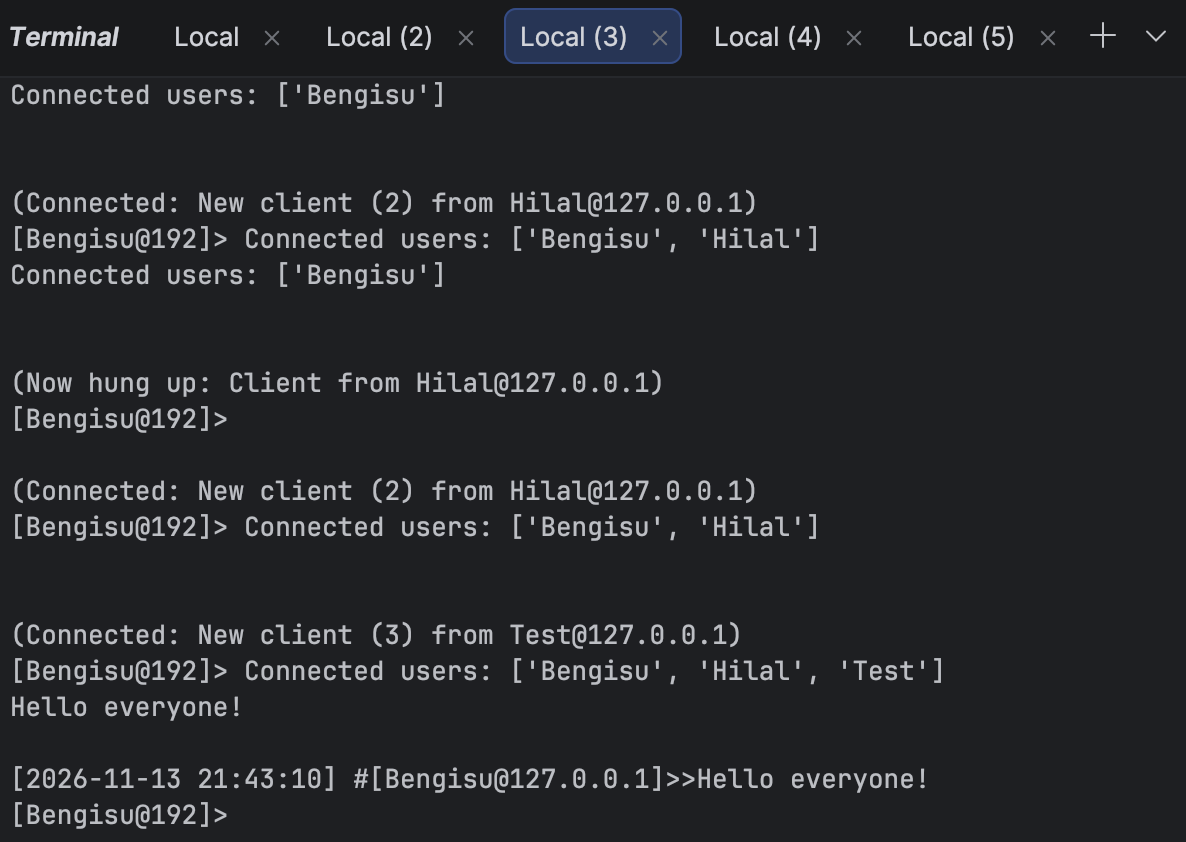 Terminal Local × Local (2) × Local (3) × Local (4) × Local (5) × +
Connected users: ['Bengisu']
(Connected: New client (2) from Hilal@127.0.0.1)
[Bengisu@192]> Connected users: ['Bengisu', 'Hilal']
Connected users: ['Bengisu']
(Now hung up: Client from Hilal@127.0.0.1)
[Bengisu@192]>
(Connected: New client (2) from Hilal@127.0.0.1)
[Bengisu@192]> Connected users: ['Bengisu', 'Hilal']
(Connected: New client (3) from Test@127.0.0.1)
[Bengisu@192]> Connected users: ['Bengisu', 'Hilal', 'Test']
Hello everyone!
[2026-11-13 21:43:10] #[Bengisu@127.0.0.1]>>Hello everyone!
[Bengisu@192]>